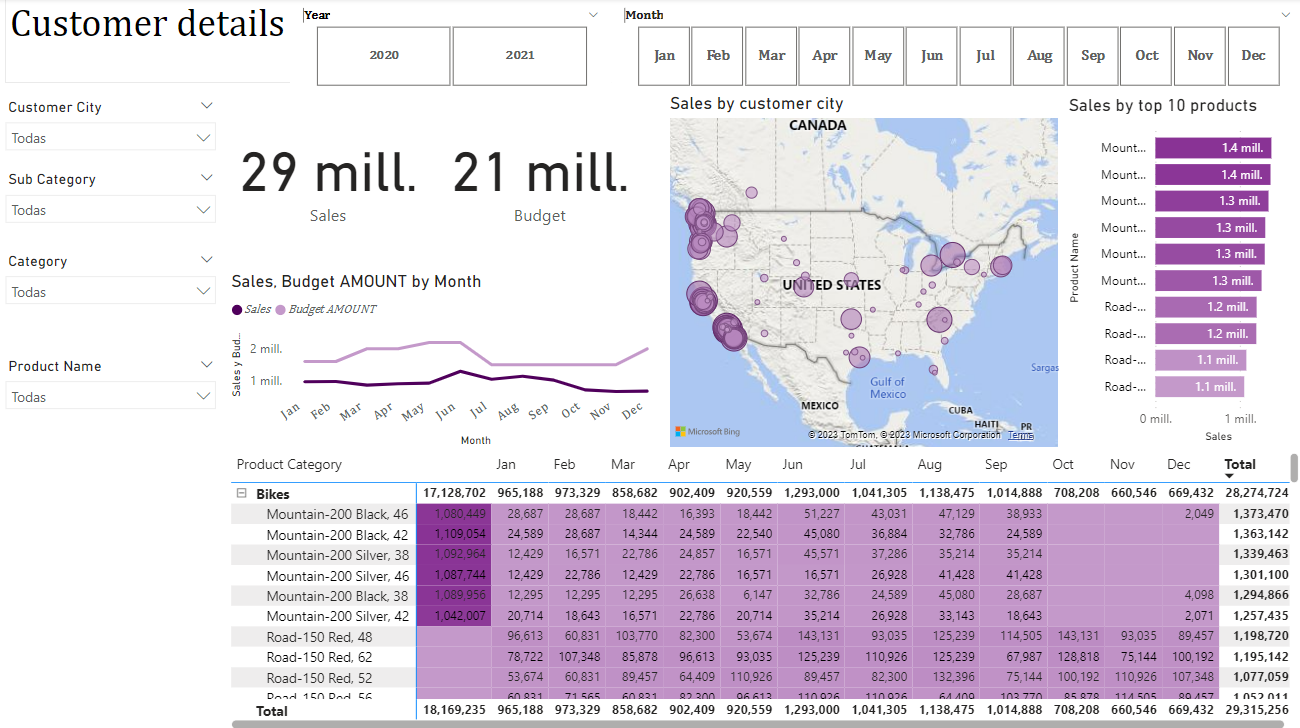 Customer details
Year
2020 2021
Month
Jan Feb Mar Apr May Jun Jul Aug Sep Oct Nov Dec
Customer City
Todas
Sub Category
Todas
Category
Todas
Product Name
Todas
29 mill.
Sales
21 mill.
Budget
Sales, Budget AMOUNT by Month
Sales Budget AMOUNT
Sales y Bud...
2 mill.
1 mill.
Jan Feb Mar Apr May Jun Jul Aug Sep Oct Nov Dec
Month
Sales by customer city
CANADA
UNITED STATES
Gulf of
Mexico
Sargas
MEXICO
CUBA
HAITI
PR
Microsoft Bing
© 2023 TomTom, © 2023 Microsoft Corporation Terms
Sales by top 10 products
Product Name
Mount... 1.4 mill.
Mount... 1.4 mill.
Mount... 1.3 mill.
Mount... 1.3 mill.
Mount... 1.3 mill.
Mount... 1.3 mill.
Road-... 1.2 mill.
Road-... 1.2 mill.
Road-... 1.1 mill.
Road-... 1.1 mill.
0 mill. 1 mill.
Sales
Product Category Jan Feb Mar Apr May Jun Jul Aug Sep Oct Nov Dec Total
Bikes 17,128,702 965,188 973,329 858,682 902,409 920,559 1,293,000 1,041,305 1,138,475 1,014,888 708,208 660,546 669,432 28,274,724
Mountain-200 Black, 46 1,080,449 28,687 28,687 18,442 16,393 18,442 51,227 43,031 47,129 38,933 2,049 1,373,470
Mountain-200 Black, 42 1,109,054 24,589 28,687 14,344 24,589 22,540 45,080 36,884 32,786 24,589 1,363,142
Mountain-200 Silver, 38 1,092,964 12,429 16,571 22,786 24,857 16,571 45,571 37,286 35,214 35,214 1,339,463
Mountain-200 Silver, 46 1,087,744 12,429 22,786 12,429 22,786 16,571 16,571 26,928 41,428 41,428 1,301,100
Mountain-200 Black, 38 1,089,956 12,295 12,295 12,295 26,638 6,147 32,786 24,589 45,080 28,687 4,098 1,294,866
Mountain-200 Silver, 42 1,042,007 20,714 18,643 16,571 22,786 20,714 35,214 26,928 33,143 18,643 2,071 1,257,435
Road-150 Red, 48 96,613 60,831 103,770 82,300 53,674 143,131 93,035 125,239 114,505 143,131 93,035 89,457 1,198,720
Road-150 Red, 62 78,722 107,348 85,878 96,613 93,035 125,239 110,926 125,239 67,987 128,818 75,144 100,192 1,195,142
Road-150 Red, 52 53,674 60,831 89,457 64,409 110,926 89,457 82,300 132,396 75,144 100,192 110,926 107,348 1,077,059
Road-150 Red, 56 60,831 71,565 60,831 82,300 96,613 110,926 110,926 64,409 103,770 85,878 114,505 89,457 1,052,011
Total 18,169,235 965,188 973,329 858,682 902,409 920,559 1,293,000 1,041,305 1,138,475 1,014,888 708,208 660,546 669,432 29,315,256